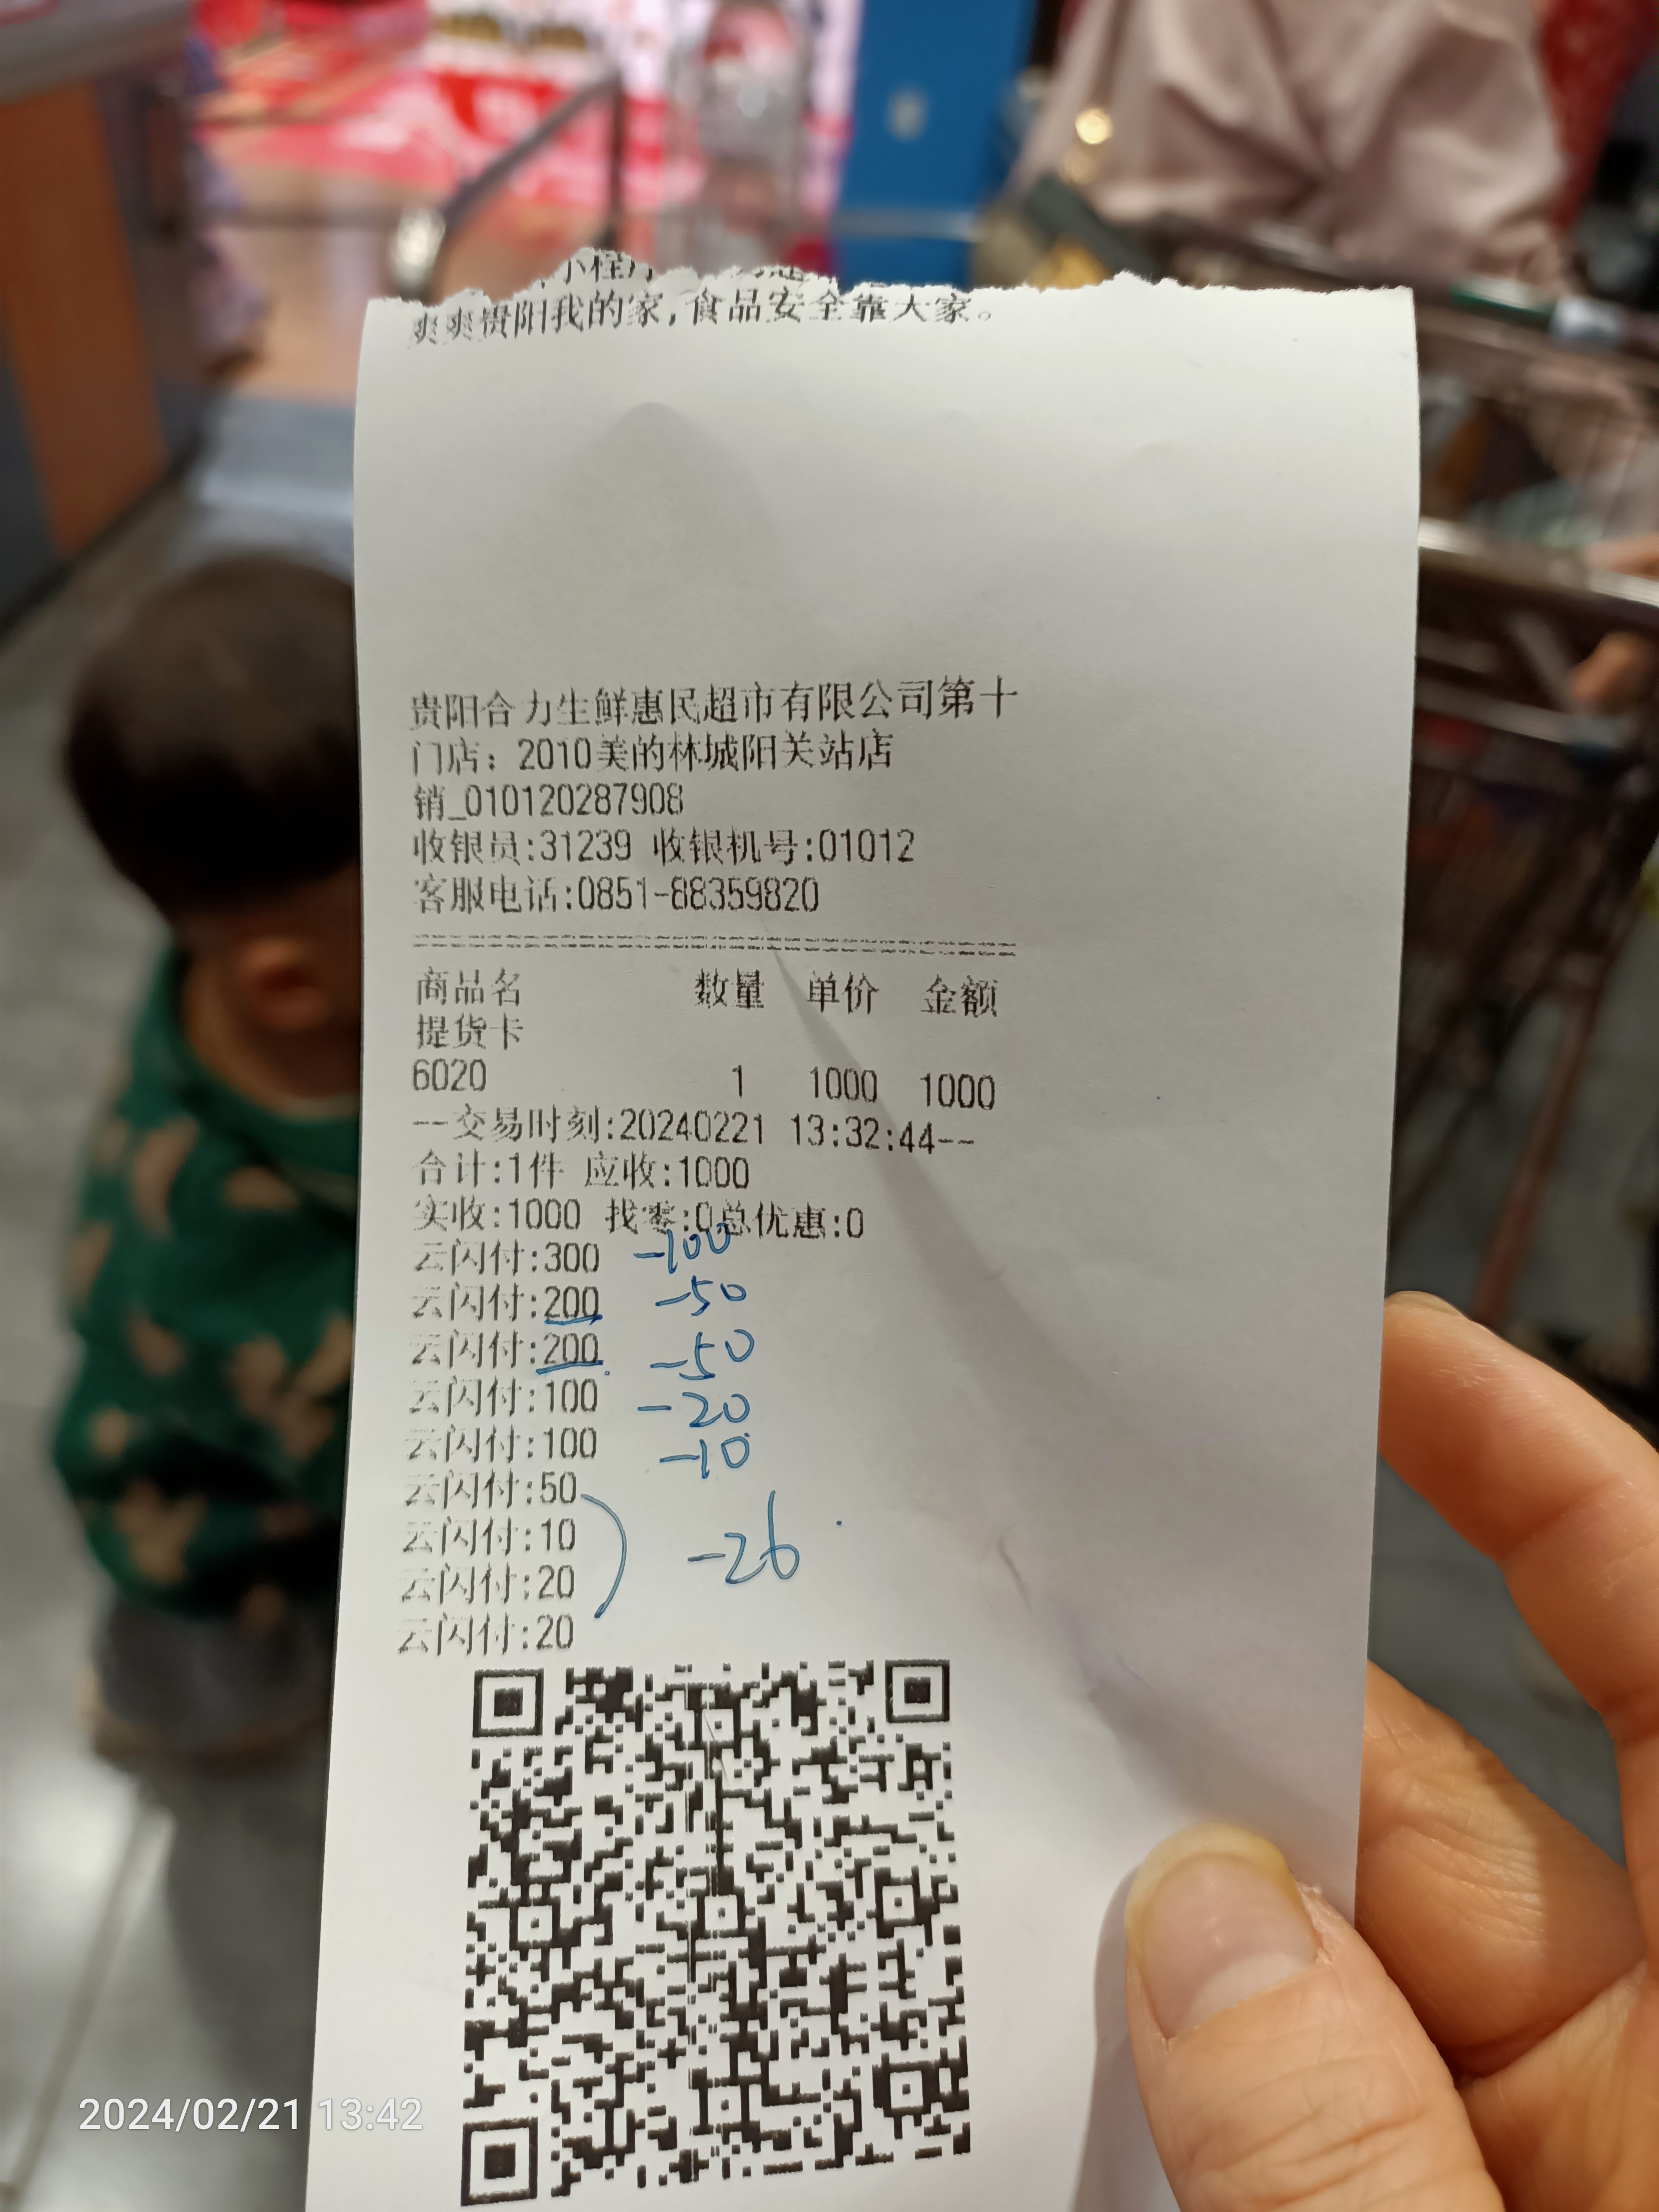 小程序
爽爽贵阳我的家,食品安全靠大家。
贵阳合力生鲜惠民超市有限公司第十
门店：2010美的林城阳关站店
销_010120287908
收银员:31239 收银机号:01012
客服电话:0851-88359820
商品名 数量 单价 金额
提货卡
6020 1 1000 1000
--交易时刻:20240221 13:32:44--
合计:1件 应收:1000
实收:1000 找零:0总优惠:0
云闪付:300 -100
云闪付:200 -50
云闪付:200 -50
云闪付:100 -20
云闪付:100 -10
云闪付:50
云闪付:10 -26
云闪付:20
云闪付:20
2024/02/21 13:42